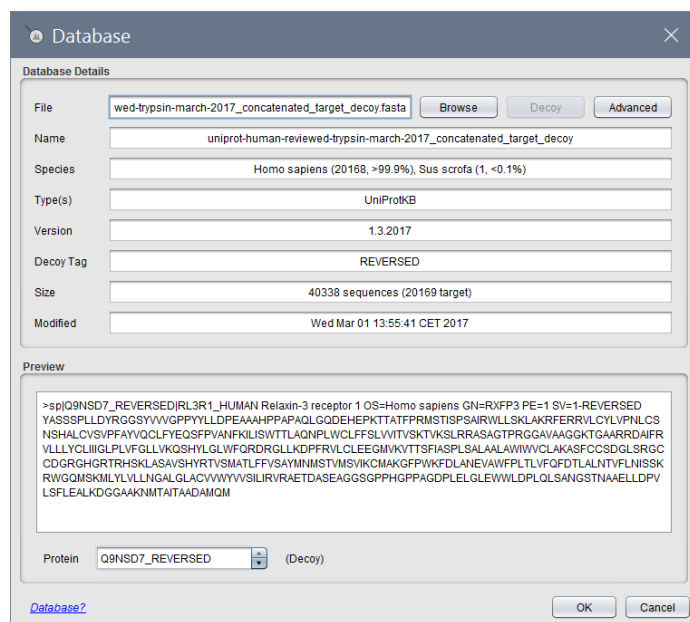 Database
Database Details
File wed-trypsin-march-2017_concatenated_target_decoy.fasta Browse Decoy Advanced
Name uniprot-human-reviewed-trypsin-march-2017_concatenated_target_decoy
Species Homo sapiens (20168, >99.9%), Sus scrofa (1, <0.1%)
Type(s) UniProtKB
Version 1.3.2017
Decoy Tag REVERSED
Size 40338 sequences (20169 target)
Modified Wed Mar 01 13:55:41 CET 2017
Preview
>sp|Q9NSD7_REVERSED|RL3R1_HUMAN Relaxin-3 receptor 1 OS=Homo sapiens GN=RXFP3 PE=1 SV=1-REVERSED
YASSSPLLDYRGGSYVVVGPPYYLLDPEAAAHPPAPAQLGQDEHEPKTTATFPRMSTISPSAIRWLLSKLAKRFERRVLCYLVPNLCS
NSHALCVSVPFAYVQCLFYEQSFPVANFKILISWTTLAQNPLWCLFFSLVVITVSKTVKSLRRASAGTPRGGAVAAGGKTGAARRDAIFR
VLLLYCLIIGLPLVFGLLVKQSHYLGLWFQRDRGLLKDPFRVLCLEEGMVKVTTSFIASPLSALAALAWIWVCLAKASFCCSDGLSRGC
CDGRGHGRTRHSKLASAVSHYRTVSMATLFFVSAYMNMSTVMSVIKCMAKGFPWKFDLANEVAWFPLTLVFQFDTLALNTVFLNISSK
RWGQMSKMLYLVLLNGALGLACVVWYVVSILIRVRAETDASEAGGSGPPHGPPAGDPLELGLEWWLDPLQLSANGSTNAAELLDPV
LSFLEALKDGGAAKNMTAITAADAMQM
Protein Q9NSD7_REVERSED (Decoy)
Database? OK Cancel